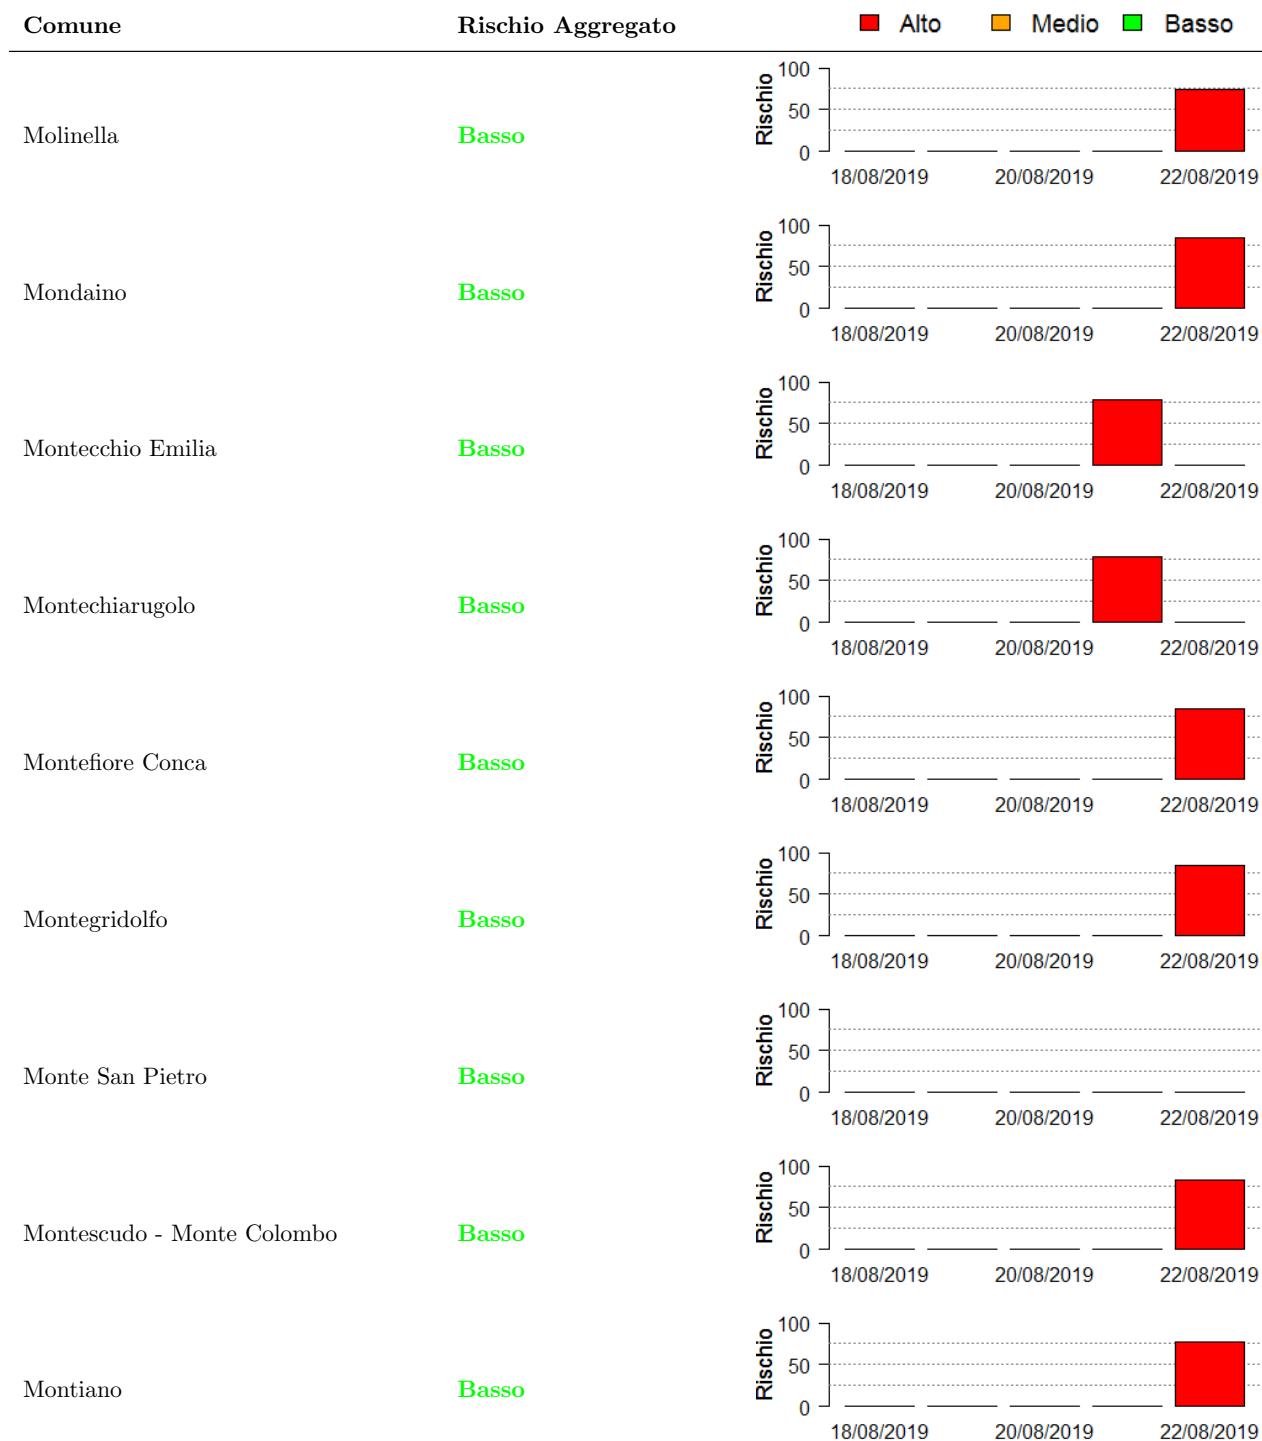 Comune Rischio Aggregato Alto Medio Basso
100
50
0
Rischio
Molinella Basso
18/08/2019 20/08/2019 22/08/2019
100
50
0
Rischio
Mondaino Basso
18/08/2019 20/08/2019 22/08/2019
100
50
0
Rischio
Montecchio Emilia Basso
18/08/2019 20/08/2019 22/08/2019
100
50
0
Rischio
Montechiarugolo Basso
18/08/2019 20/08/2019 22/08/2019
100
50
0
Rischio
Montefiore Conca Basso
18/08/2019 20/08/2019 22/08/2019
100
50
0
Rischio
Montegridolfo Basso
18/08/2019 20/08/2019 22/08/2019
100
50
0
Rischio
Monte San Pietro Basso
18/08/2019 20/08/2019 22/08/2019
100
50
0
Rischio
Montescudo - Monte Colombo Basso
18/08/2019 20/08/2019 22/08/2019
100
50
0
Rischio
Montiano Basso
18/08/2019 20/08/2019 22/08/2019